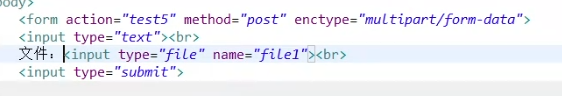 body>
<form action="test5" method="post" enctype="multipart/form-data">
<input type="text"><br>
文件：<input type="file" name="file1"><br>
<input type="submit">